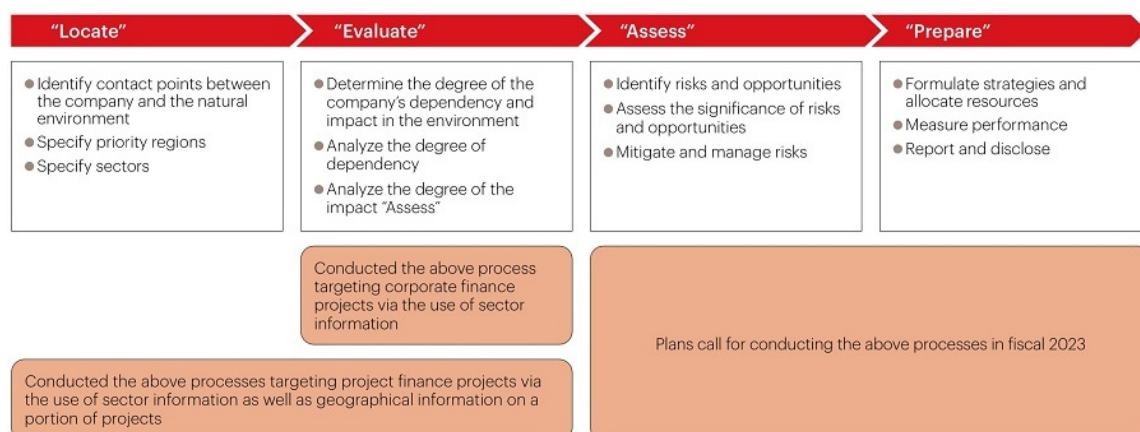 “Locate”
“Evaluate”
“Assess”
“Prepare”
Identify contact points between
the company and the natural
environment
Specify priority regions
Specify sectors
Determine the degree of the
company’s dependency and
impact in the environment
Analyze the degree of
dependency
Analyze the degree of the
impact “Assess”
Identify risks and opportunities
Assess the significance of risks
and opportunities
Mitigate and manage risks
Formulate strategies and
allocate resources
Measure performance
Report and disclose
Conducted the above process
targeting corporate finance
projects via the use of sector
information
Plans call for conducting the above processes in fiscal 2023
Conducted the above processes targeting project finance projects via
the use of sector information as well as geographical information on a
portion of projects